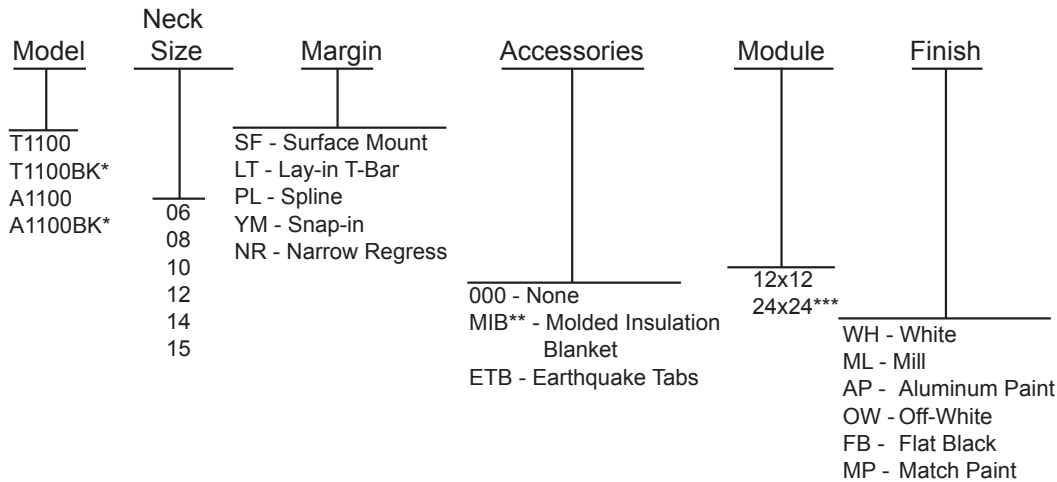 Model
Neck
Size
Margin
Accessories
Module
Finish
T1100
T1100BK*
A1100
A1100BK*
06
08
10
12
14
15
SF - Surface Mount
LT - Lay-in T-Bar
PL - Spline
YM - Snap-in
NR - Narrow Regress
000 - None
MIB** - Molded Insulation
Blanket
ETB - Earthquake Tabs
12x12
24x24***
WH - White
ML - Mill
AP - Aluminum Paint
OW - Off-White
FB - Flat Black
MP - Match Paint